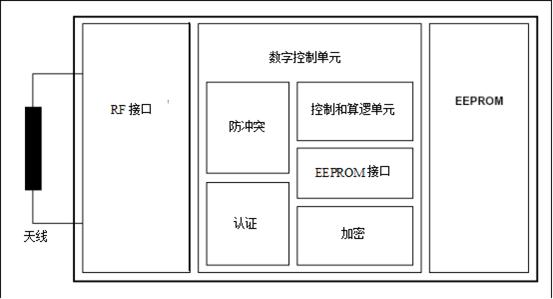 数字控制单元
RF 接口
EEPROM
防冲突
控制和算逻单元
EEPROM 接口
认证
加密
天线